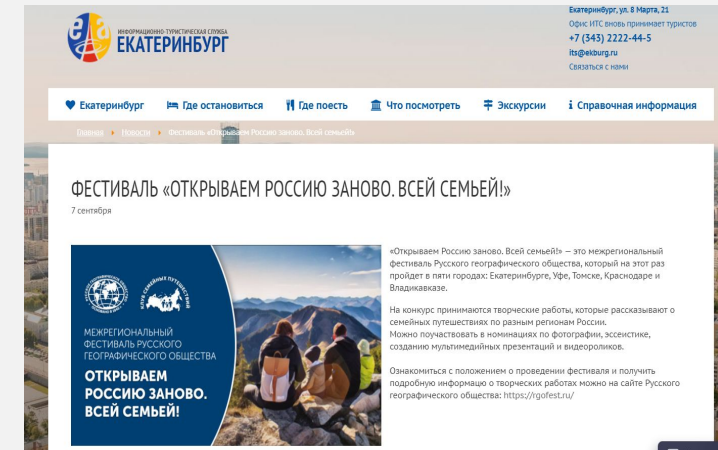 Екатеринбург, ул. 8 Марта, 21
Офис ИТС вновь принимает туристов
+7 (343) 2222-44-5
its@ekburg.ru
Связаться с нами
ИНФОРМАЦИОННО-ТУРИСТИЧЕСКАЯ СЛУЖБА
ЕКАТЕРИНБУРГ
Екатеринбург Где остановиться Где поесть Что посмотреть Экскурсии Справочная информация
Главная Новости Фестиваль «Открываем Россию заново. Всей семьей!»
ФЕСТИВАЛЬ «ОТКРЫВАЕМ РОССИЮ ЗАНОВО. ВСЕЙ СЕМЬЕЙ!»
7 сентября
КЛУБ СЕМЕЙНЫХ ПУТЕШЕСТВИЙ
МЕЖРЕГИОНАЛЬНЫЙ
ФЕСТИВАЛЬ РУССКОГО
ГЕОГРАФИЧЕСКОГО ОБЩЕСТВА
ОТКРЫВАЕМ
РОССИЮ ЗАНОВО.
ВСЕЙ СЕМЬЕЙ!
«Открываем Россию заново. Всей семьей!» — это межрегиональный
фестиваль Русского географического общества, который на этот раз
пройдет в пяти городах: Екатеринбурге, Уфе, Томске, Краснодаре и
Владикавказе.
На конкурс принимаются творческие работы, которые рассказывают о
семейных путешествиях по разным регионам России.
Можно поучаствовать в номинациях по фотографии, эссеистике,
созданию мультимедийных презентаций и видеороликов.
Ознакомиться с положением о проведении фестиваля и получить
подробную информацю о творческих работах можно на сайте Русского
географического общества: https://rgofest.ru/